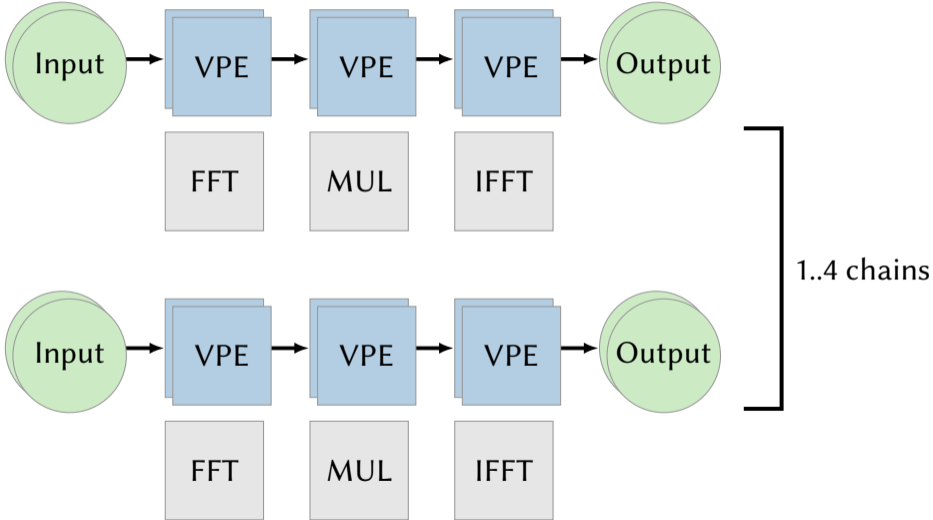 Input VPE VPE VPE Output
FFT MUL IFFT
1..4 chains
Input VPE VPE VPE Output
FFT MUL IFFT